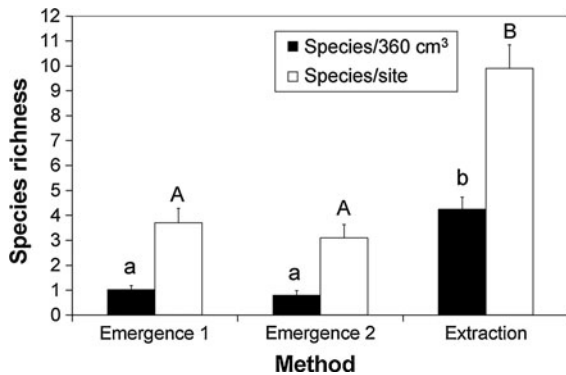 12
11
10
9
8
7
6
5
4
3
2
1
0
Species richness
Species/360 cm³
Species/site
a
A
a
A
b
B
Emergence 1
Emergence 2
Extraction
Method